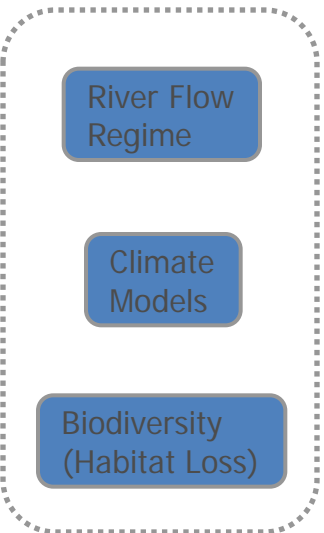 River Flow
Regime
Climate
Models
Biodiversity
(Habitat Loss)